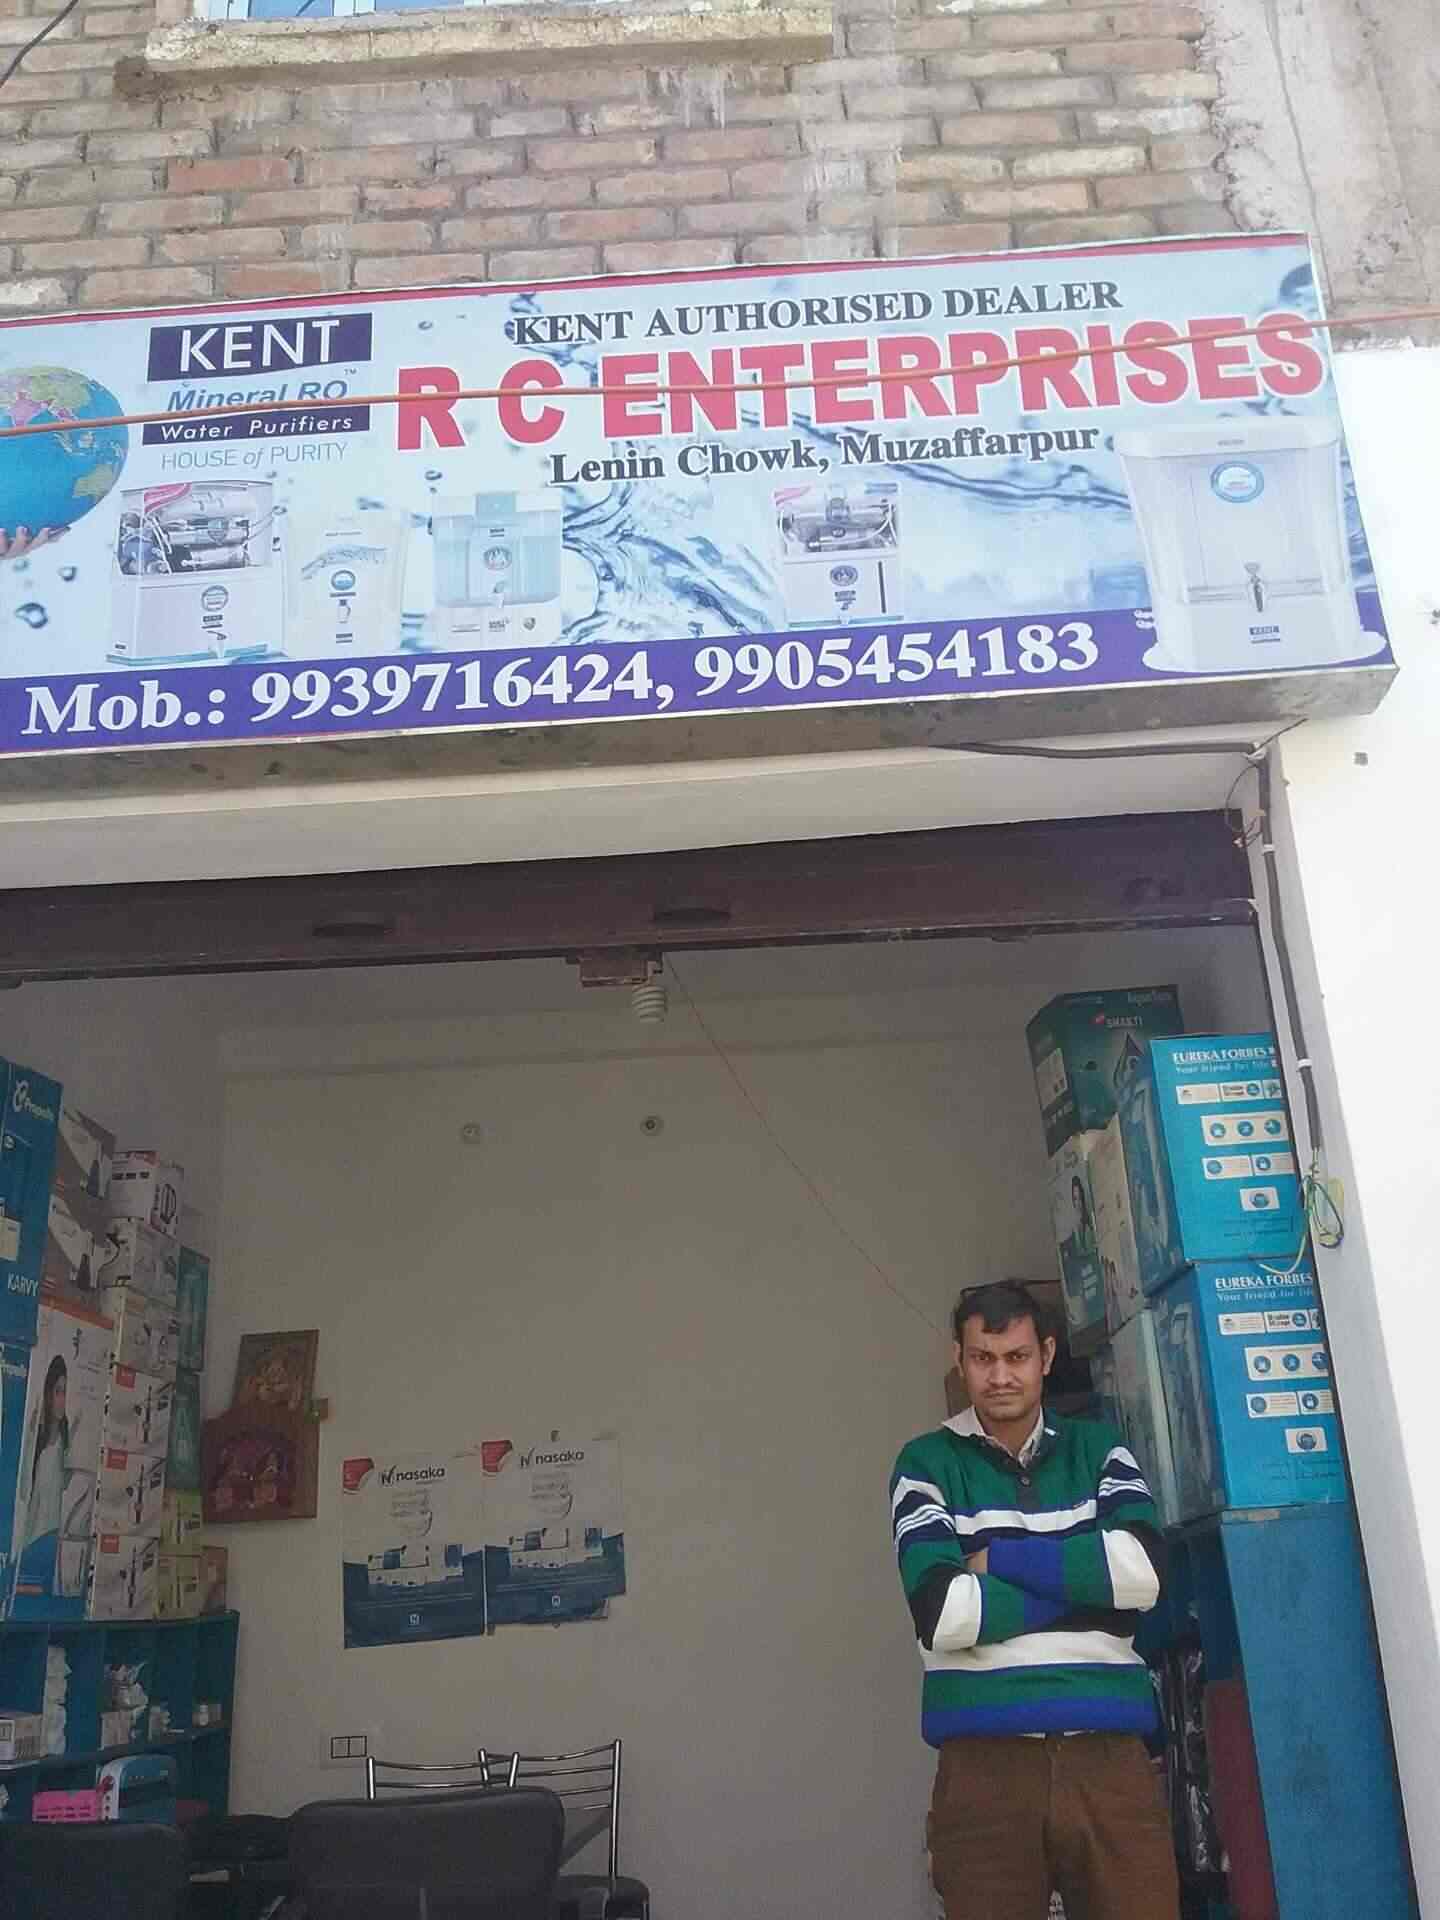 KENT
Mineral RO™
Water Purifiers
HOUSE of PURITY
KENT AUTHORISED DEALER
R C ENTERPRISES
Lenin Chowk, Muzaffarpur
Mob.: 9939716424, 9905454183
SHAKTI
EUREKA FORBES
Your friend for life
EUREKA FORBES
Your friend for life
KARVY
nasaka
nasaka
KENT